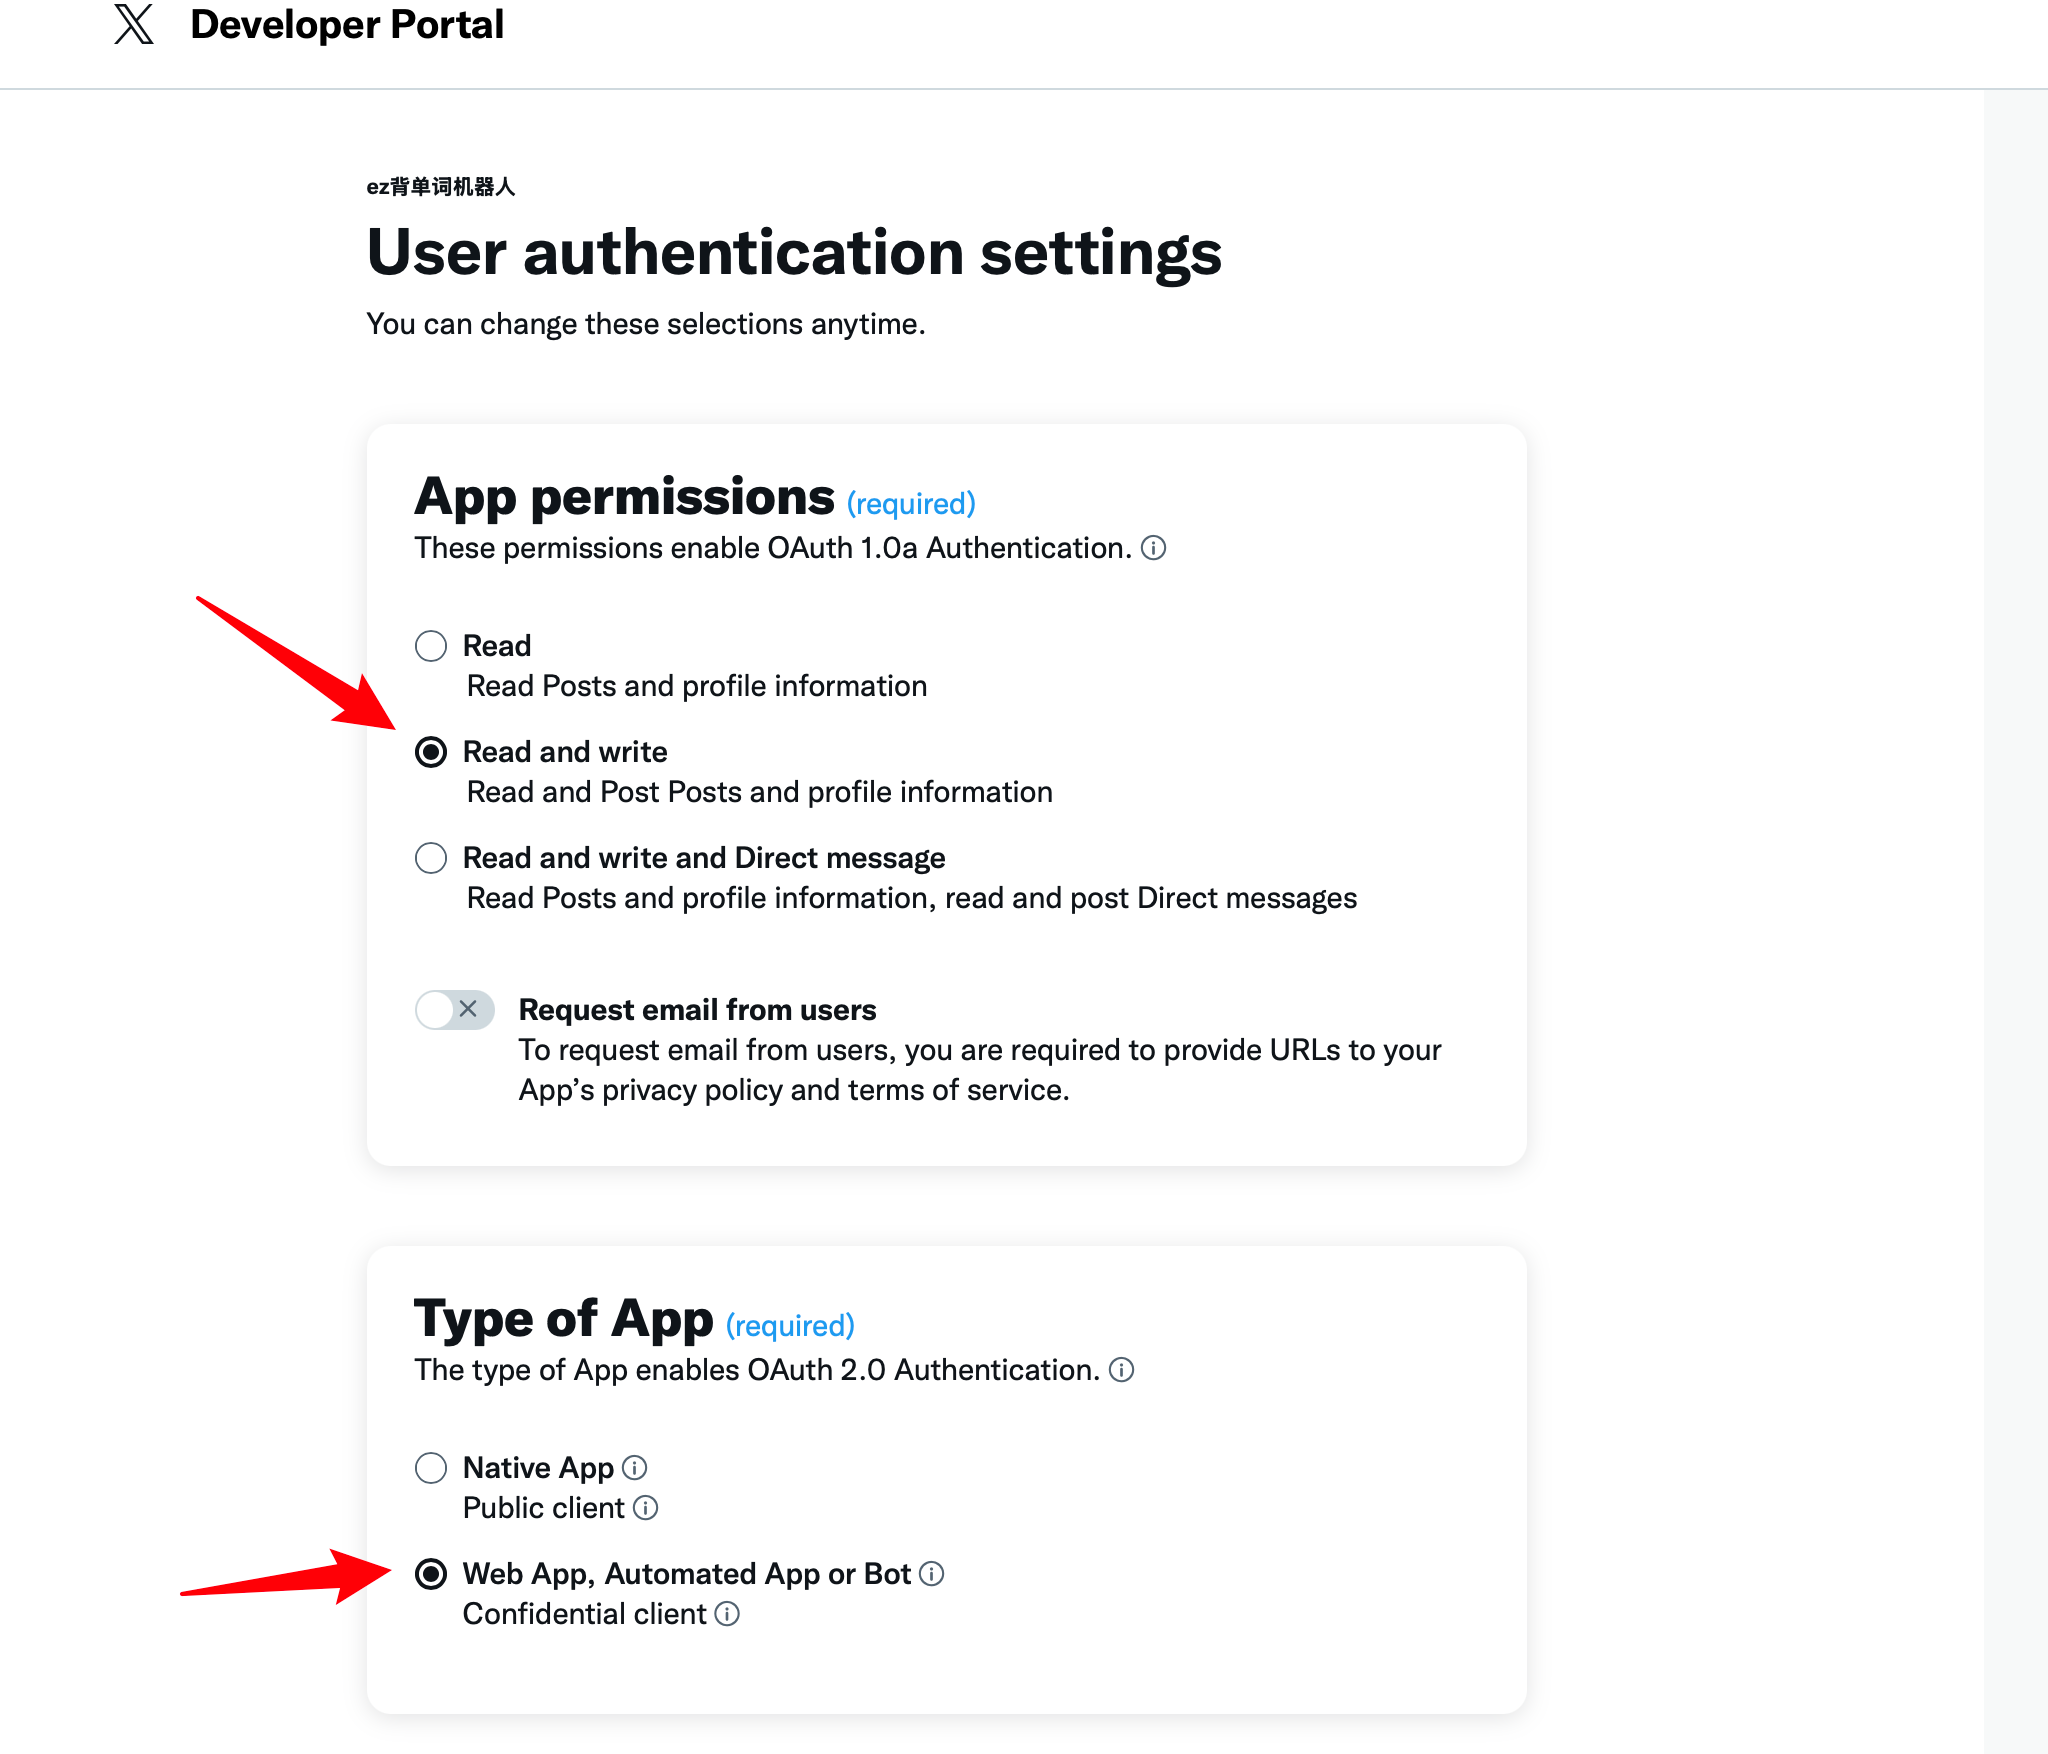 Developer Portal
ez背单词机器人
User authentication settings
You can change these selections anytime.
App permissions (required)
These permissions enable OAuth 1.0a Authentication.
Read
Read Posts and profile information
Read and write
Read and Post Posts and profile information
Read and write and Direct message
Read Posts and profile information, read and post Direct messages
Request email from users
To request email from users, you are required to provide URLs to your
App’s privacy policy and terms of service.
Type of App (required)
The type of App enables OAuth 2.0 Authentication.
Native App
Public client
Web App, Automated App or Bot
Confidential client